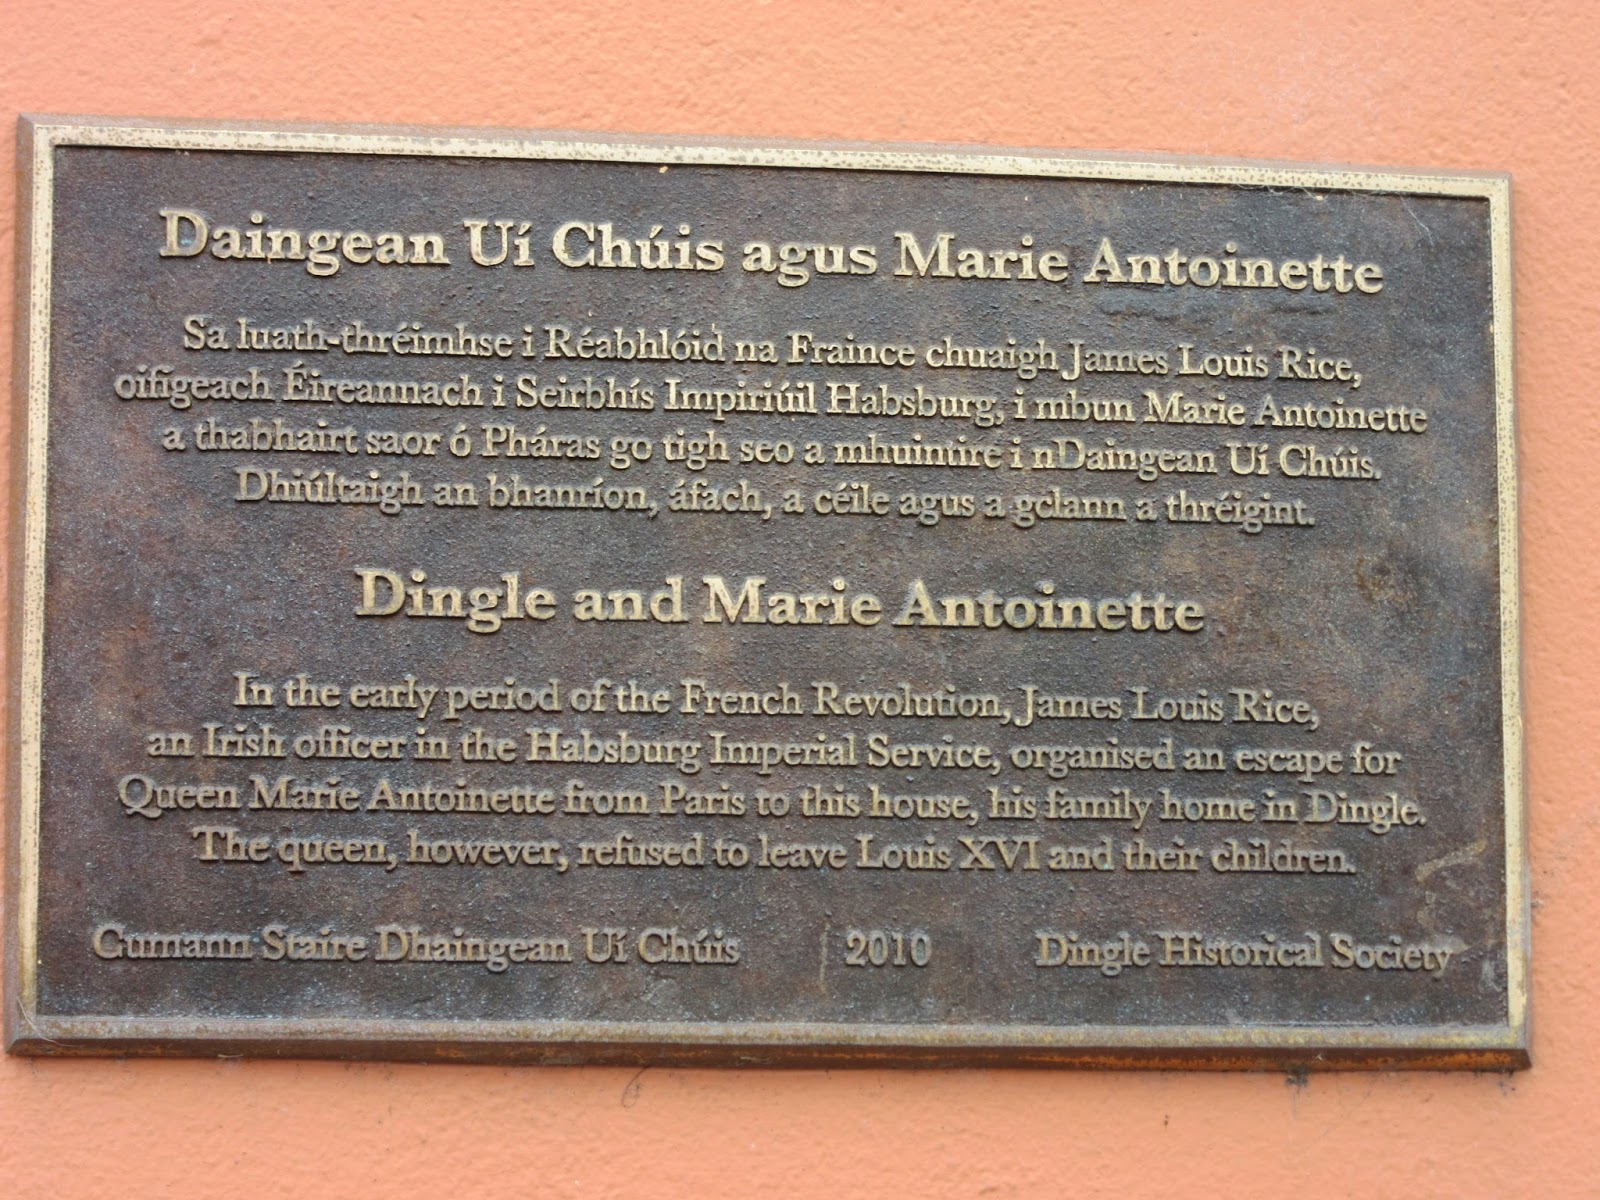 Daingean Uí Chúis agus Marie Antoinette
Sa luath-thréimhse i Réabhlóid na Fraince chuaigh James Louis Rice,
oifigeach Éireannach i Seirbhís Impiriúil Habsburg, i mbun Marie Antoinette
a thabhairt saor ó Pháras go tigh seo a mhuintire i nDaingean Uí Chúis.
Dhiúltaigh an bhanríon, áfach, a céile agus a gclann a thréigint.
Dingle and Marie Antoinette
In the early period of the French Revolution, James Louis Rice,
an Irish officer in the Habsburg Imperial Service, organised an escape for
Queen Marie Antoinette from Paris to this house, his family home in Dingle.
The queen, however, refused to leave Louis XVI and their children.
Cumann Staire Dhaingean Uí Chúis 2010 Dingle Historical Society